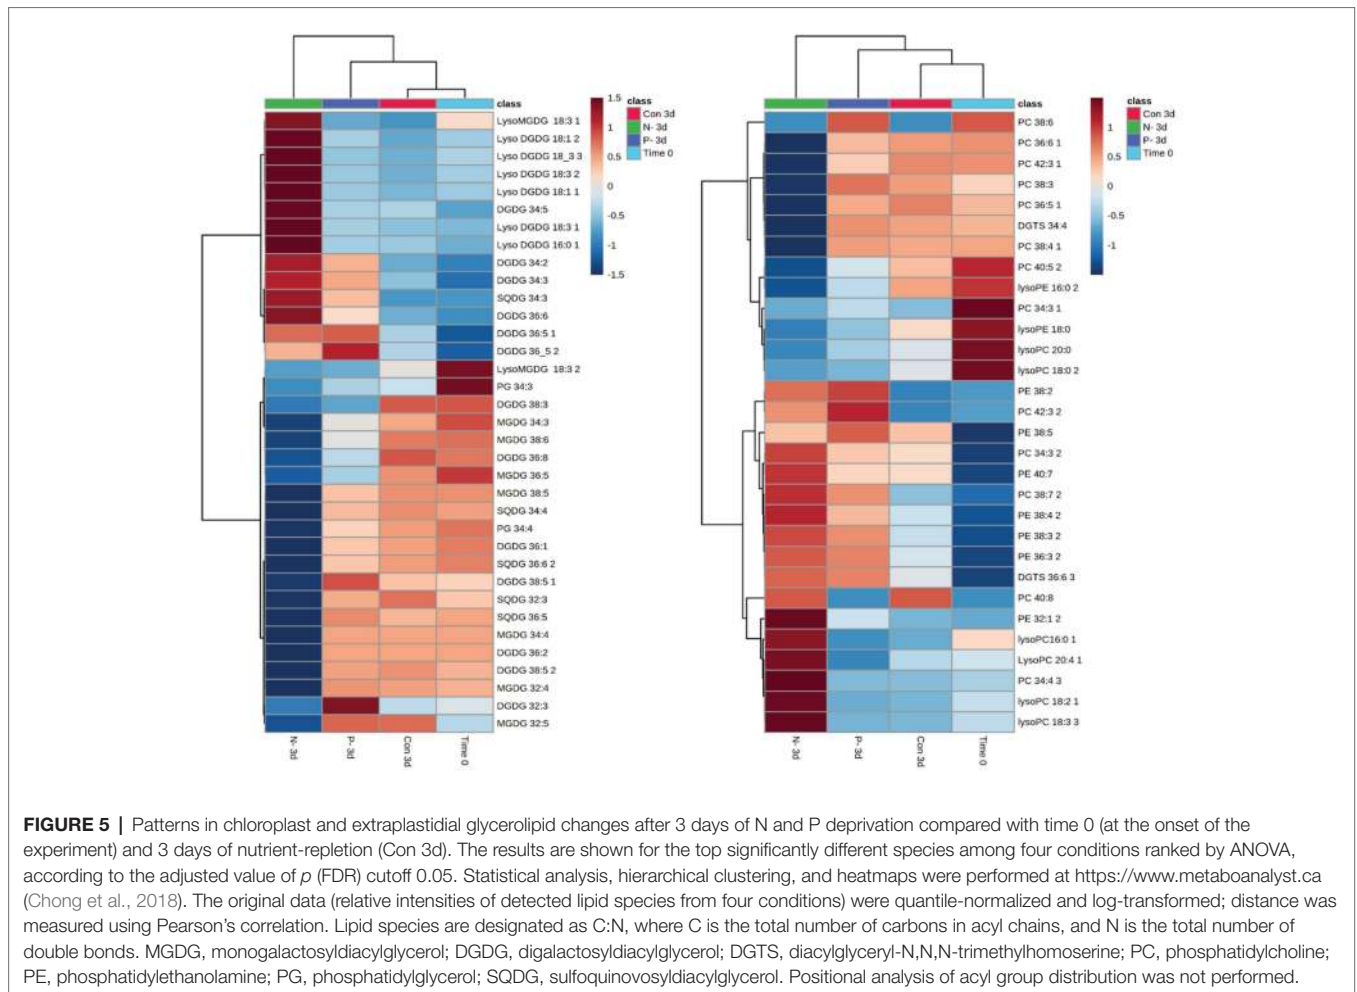 class
LysoMGDG 18:3 1
Lyso DGDG 18:1 2
Lyso DGDG 18_3 3
Lyso DGDG 18:3 2
Lyso DGDG 18:1 1
DGDG 34:5
Lyso DGDG 18:3 1
Lyso DGDG 16:0 1
DGDG 34:2
DGDG 34:3
SQDG 34:3
DGDG 36:6
DGDG 36:5 1
DGDG 36_5 2
LysoMGDG 18:3 2
PG 34:3
DGDG 38:3
MGDG 34:3
MGDG 38:6
DGDG 36:8
MGDG 36:5
MGDG 38:5
SQDG 34:4
PG 34:4
DGDG 36:1
SQDG 36:6 2
DGDG 38:5 1
SQDG 32:3
SQDG 36:5
MGDG 34:4
DGDG 36:2
DGDG 38:5 2
MGDG 32:4
DGDG 32:3
MGDG 32:5
N- 3d
P- 3d
Con 3d
Time 0
1.5
1
0.5
0
-0.5
-1
-1.5
class
Con 3d
N- 3d
P- 3d
Time 0
class
PC 38:6
PC 36:6 1
PC 42:3 1
PC 38:3
PC 36:5 1
DGTS 34:4
PC 38:4 1
PC 40:5 2
lysoPE 16:0 2
PC 34:3 1
lysoPE 18:0
lysoPC 20:0
lysoPC 18:0 2
PE 38:2
PC 42:3 2
PE 38:5
PC 34:3 2
PE 40:7
PC 38:7 2
PE 38:4 2
PE 38:3 2
PE 36:3 2
DGTS 36:6 3
PC 40:8
PE 32:1 2
lysoPC16:0 1
LysoPC 20:4 1
PC 34:4 3
lysoPC 18:2 1
lysoPC 18:3 3
N- 3d
P- 3d
Con 3d
Time 0
1
0.5
0
-0.5
-1
class
Con 3d
N- 3d
P- 3d
Time 0
FIGURE 5 | Patterns in chloroplast and extraplastidial glycerolipid changes after 3 days of N and P deprivation compared with time 0 (at the onset of the
experiment) and 3 days of nutrient-repletion (Con 3d). The results are shown for the top significantly different species among four conditions ranked by ANOVA,
according to the adjusted value of p (FDR) cutoff 0.05. Statistical analysis, hierarchical clustering, and heatmaps were performed at https://www.metaboanalyst.ca
(Chong et al., 2018). The original data (relative intensities of detected lipid species from four conditions) were quantile-normalized and log-transformed; distance was
measured using Pearson's correlation. Lipid species are designated as C:N, where C is the total number of carbons in acyl chains, and N is the total number of
double bonds. MGDG, monogalactosyldiacylglycerol; DGDG, digalactosyldiacylglycerol; DGTS, diacylglyceryl-N,N,N-trimethylhomoserine; PC, phosphatidylcholine;
PE, phosphatidylethanolamine; PG, phosphatidylglycerol; SQDG, sulfoquinovosyldiacylglycerol. Positional analysis of acyl group distribution was not performed.